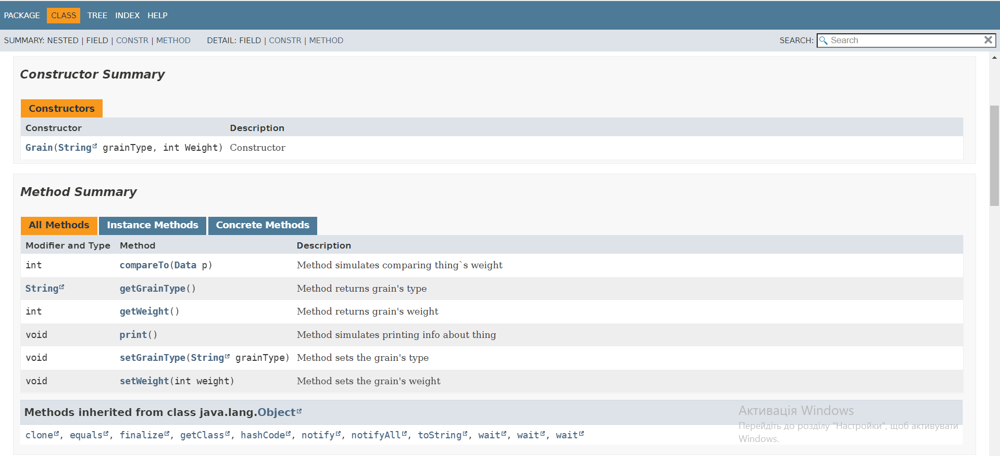 PACKAGE CLASS TREE INDEX HELP
SUMMARY: NESTED | FIELD | CONSTR | METHOD DETAIL: FIELD | CONSTR | METHOD SEARCH: Search
Constructor Summary
Constructors
Constructor Description
Grain(String grainType, int Weight) Constructor
Method Summary
All Methods Instance Methods Concrete Methods
Modifier and Type Method Description
int compareTo(Data p) Method simulates comparing thing`s weight
String getGrainType() Method returns grain's type
int getWeight() Method returns grain's weight
void print() Method simulates printing info about thing
void setGrainType(String grainType) Method sets the grain's type
void setWeight(int weight) Method sets the grain's weight
Methods inherited from class java.lang.Object
clone, equals, finalize, getClass, hashCode, notify, notifyAll, toString, wait, wait, wait
Активація Windows
Перейдіть до розділу "Настройки", щоб активувати
Windows.